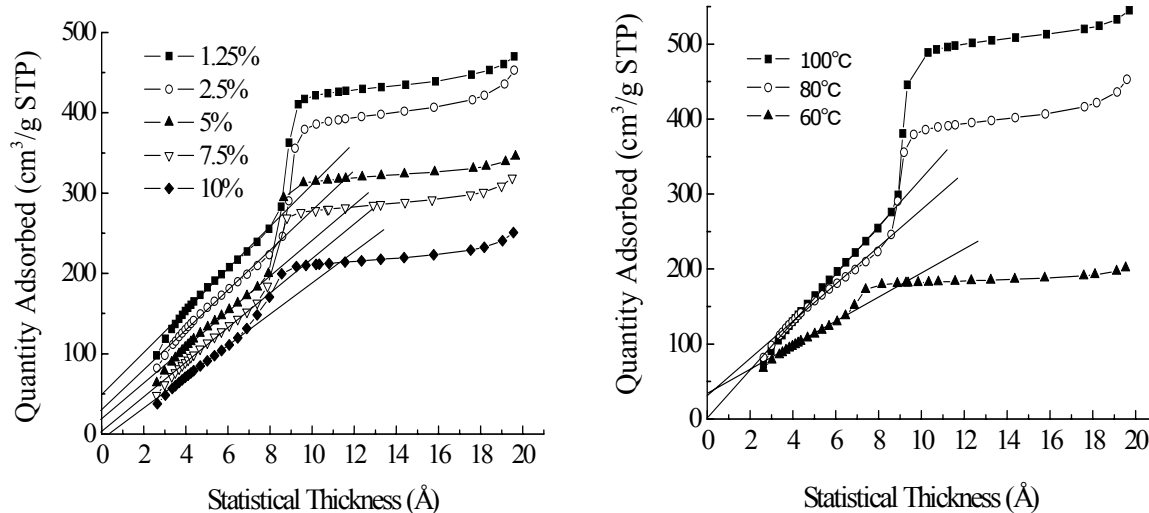 Quantity Adsorbed (cm³/g STP)
500
400
300
200
100
0
1.25%
2.5%
5%
7.5%
10%
0 2 4 6 8 10 12 14 16 18 20
Statistical Thickness (Å)
Quantity Adsorbed (cm³/g STP)
500
400
300
200
100
0
100°C
80°C
60°C
0 2 4 6 8 10 12 14 16 18 20
Statistical Thickness (Å)